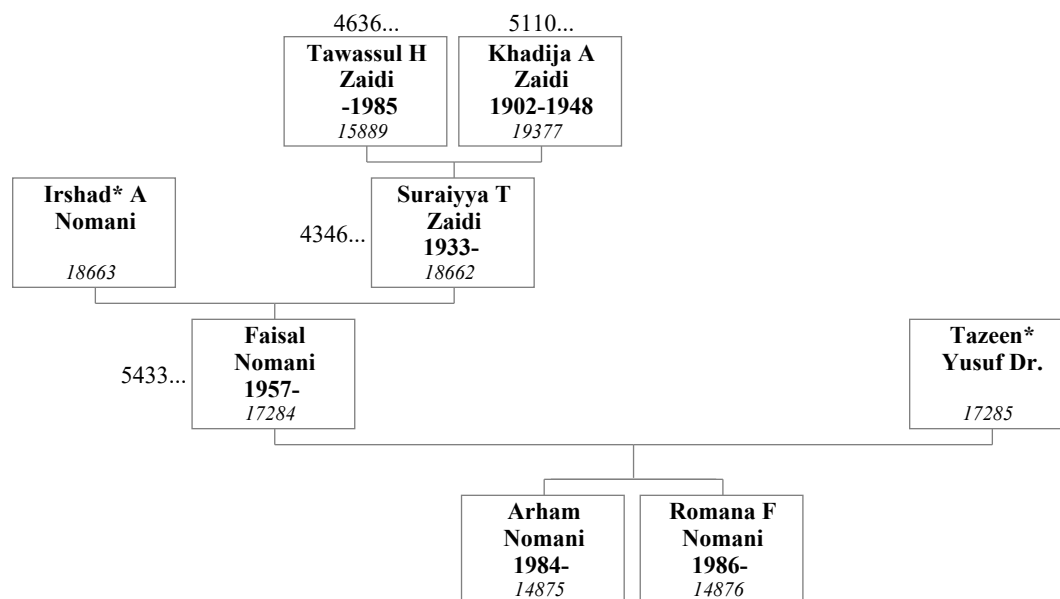 4636...
5110...
Tawassul H
Zaidi
-1985
15889
Khadija A
Zaidi
1902-1948
19377
Irshad* A
Nomani
18663
4346...
Suraiyya T
Zaidi
1933-
18662
5433...
Faisal
Nomani
1957-
17284
Tazeen*
Yusuf Dr.
17285
Arham
Nomani
1984-
14875
Romana F
Nomani
1986-
14876